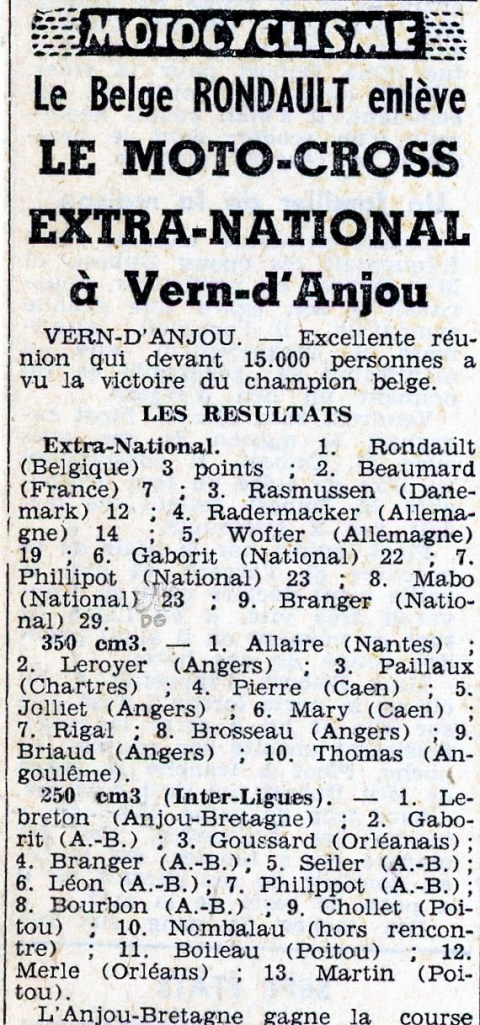 MOTOCYCLISME
Le Belge RONDAULT enlève
LE MOTO-CROSS
EXTRA-NATIONAL
à Vern-d'Anjou
VERN-D'ANJOU. — Excellente réu-
nion qui devant 15.000 personnes a
vu la victoire du champion belge.
LES RESULTATS
Extra-National. 1. Rondault
(Belgique) 3 points ; 2. Beaumard
(France) 7 ; 3. Rasmussen (Dane-
mark) 12 ; 4. Radermacker (Allema-
gne) 14 ; 5. Wofter (Allemagne)
19 ; 6. Gaborit (National) 22 ; 7.
Phillipot (National) 23 ; 8. Mabo
(National) 23 ; 9. Branger (Natio-
nal) 29.
DG
350 cm3. — 1. Allaire (Nantes) ;
2. Leroyer (Angers) ; 3. Paillaux
(Chartres) ; 4. Pierre (Caen) ; 5.
Jolliet (Angers) ; 6. Mary (Caen) ;
7. Rigal ; 8. Brosseau (Angers) ; 9.
Briaud (Angers) ; 10. Thomas (An-
goulême).
250 cm3 (Inter-Ligues). — 1. Le-
breton (Anjou-Bretagne) ; 2. Gabo-
rit (A.-B.) ; 3. Goussard (Orléanais) ;
4. Branger (A.-B.) ; 5. Seiler (A.-B.) ;
6. Léon (A.-B.) ; 7. Philippot (A.-B.) ;
8. Bourbon (A.-B.) ; 9. Chollet (Poi-
tou) ; 10. Nombalau (hors rencon-
tre) ; 11. Boileau (Poitou) ; 12.
Merle (Orléans) ; 13. Martin (Poi-
tou).
L'Anjou-Bretagne gagne la course